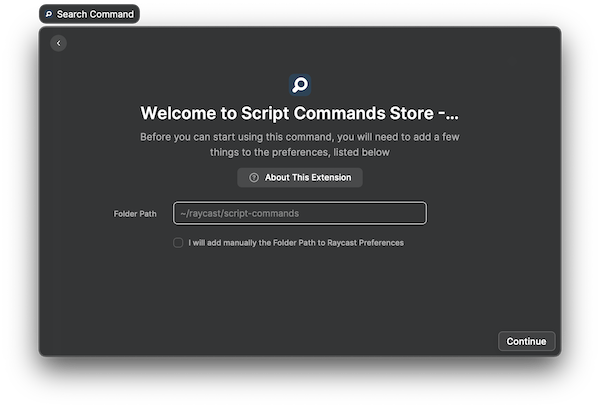 Search Command
Welcome to Script Commands Store -...
Before you can start using this command, you will need to add a few
things to the preferences, listed below
About This Extension
Folder Path
~/raycast/script-commands
I will add manually the Folder Path to Raycast Preferences
Continue